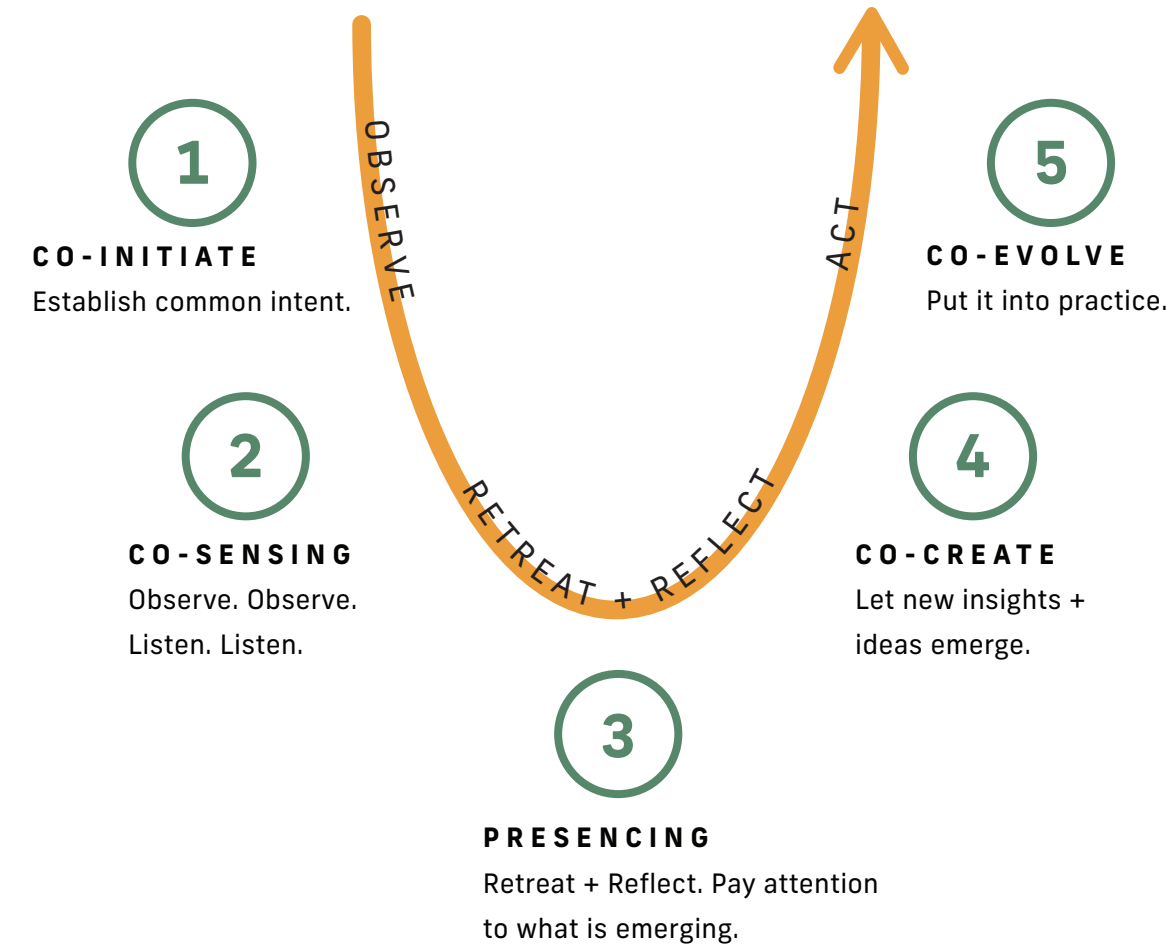 1
CO-INITIATE
Establish common intent.
2
CO-SENSING
Observe. Observe.
Listen. Listen.
3
PRESENCING
Retreat + Reflect. Pay attention
to what is emerging.
4
CO-CREATE
Let new insights +
ideas emerge.
5
CO-EVOLVE
Put it into practice.
OBSERVE
RETREAT + REFLECT
ACT